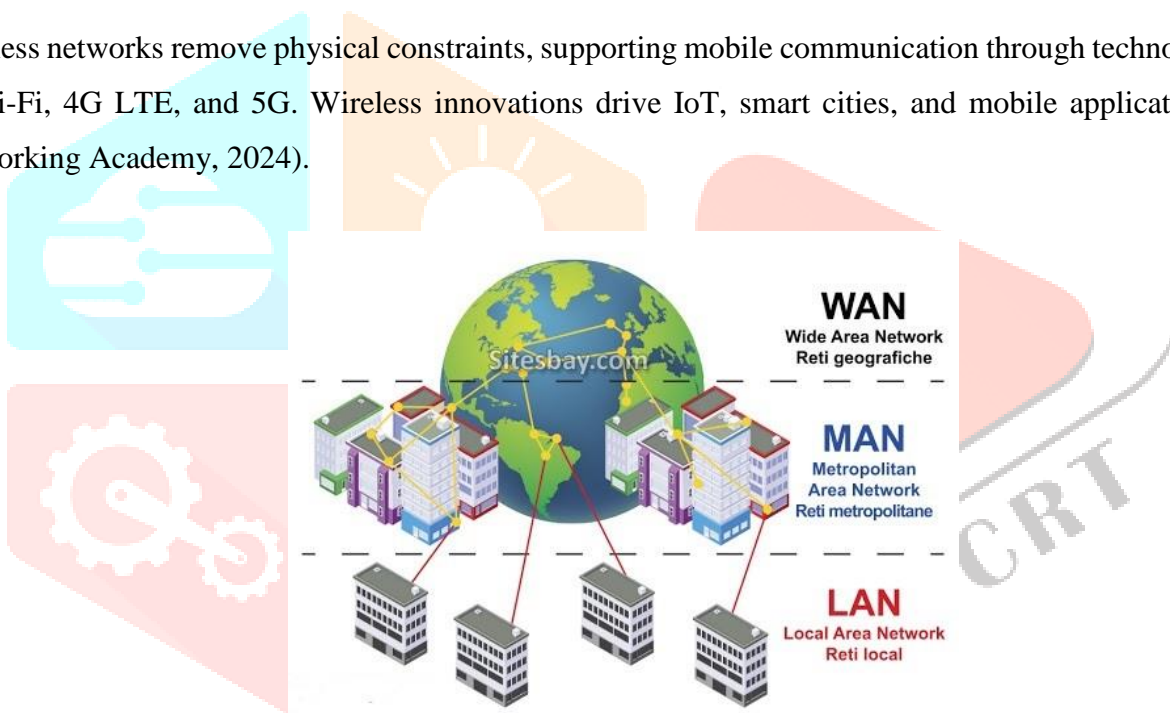 ess networks remove physical constraints, supporting mobile communication through techno
i-Fi, 4G LTE, and 5G. Wireless innovations drive IoT, smart cities, and mobile applicat
orking Academy, 2024).
WAN
Wide Area Network
Reti geografiche
Sitesbay.com
MAN
Metropolitan
Area Network
Reti metropolitane
CRT
LAN
Local Area Network
Reti local